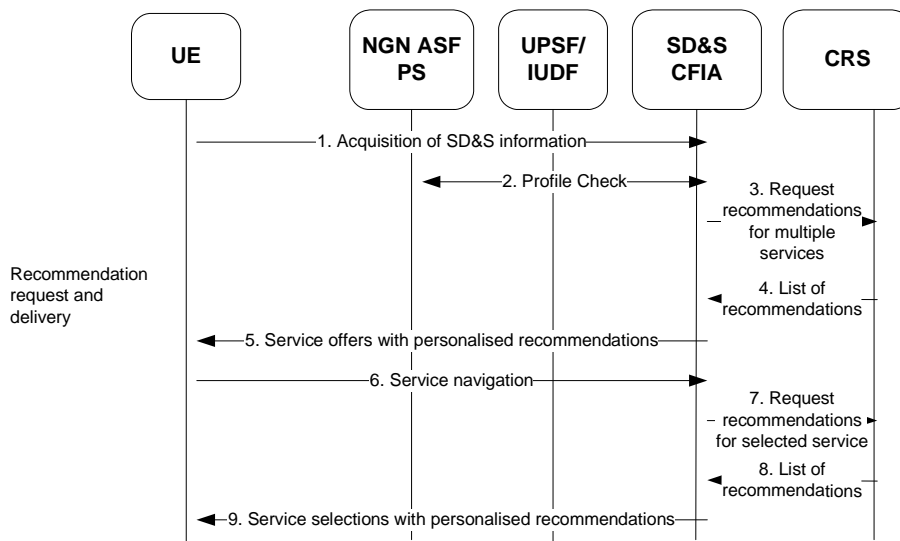 UE
NGN ASF
PS
UPSF/
IUDF
SD&S
CFIA
CRS
1. Acquisition of SD&S information
2. Profile Check
3. Request
recommendations
for multiple
services
Recommendation
request and
delivery
4. List of
recommendations
5. Service offers with personalised recommendations
6. Service navigation
7. Request
recommendations
for selected service
8. List of
recommendations
9. Service selections with personalised recommendations